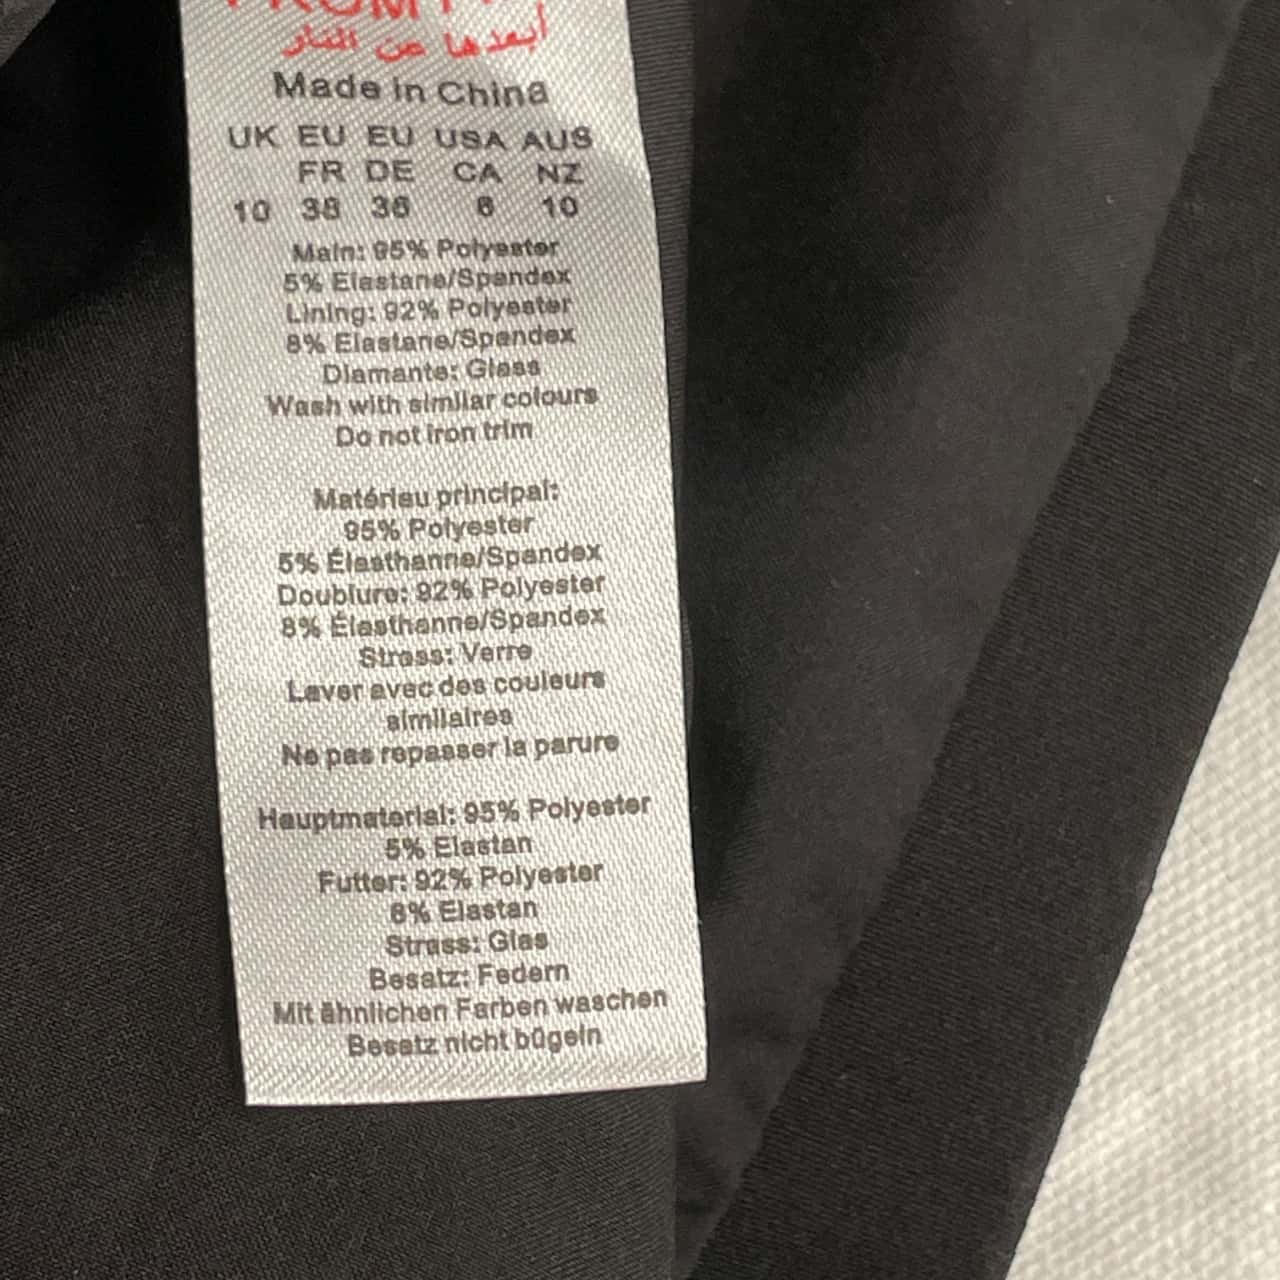 أبعدها عن النار
Made in China
UK EU EU USA AUS
FR DE CA NZ
10 38 36 6 10
Main: 95% Polyester
5% Elastane/Spandex
Lining: 92% Polyester
8% Elastane/Spandex
Diamante: Glass
Wash with similar colours
Do not iron trim
Matériau principal:
95% Polyester
5% Élasthanne/Spandex
Doublure: 92% Polyester
8% Élasthanne/Spandex
Strass: Verre
Laver avec des couleurs
similaires
Ne pas repasser la parure
Hauptmaterial: 95% Polyester
5% Elastan
Futter: 92% Polyester
8% Elastan
Strass: Glas
Besatz: Federn
Mit ähnlichen Farben waschen
Besatz nicht bügeln